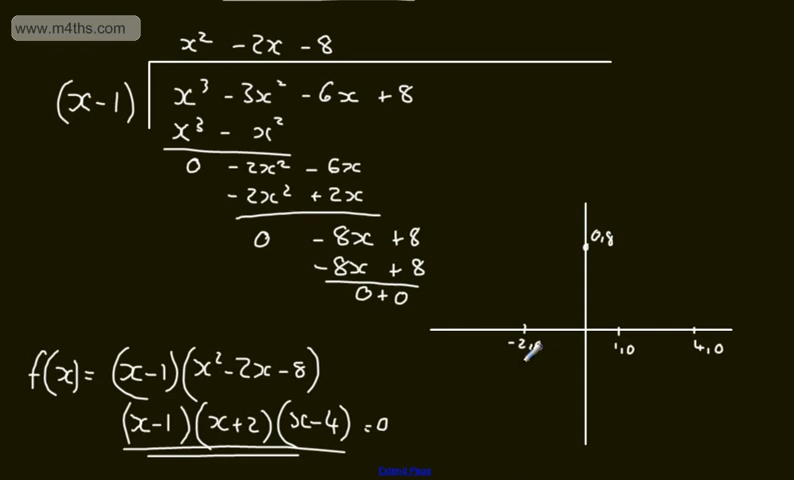 www.m4ths.com
x² - 2x - 8
(x-1) x³ - 3x² - 6x + 8
x³ - x²
0 - 2x² - 6x
- 2x² + 2x
0 - 8x + 8
- 8x + 8
0 + 0
0,8
1,0
4,0
f(x) = (x-1)(x² - 2x - 8)
(x-1)(x+2)(x-4) = 0
Extend Page